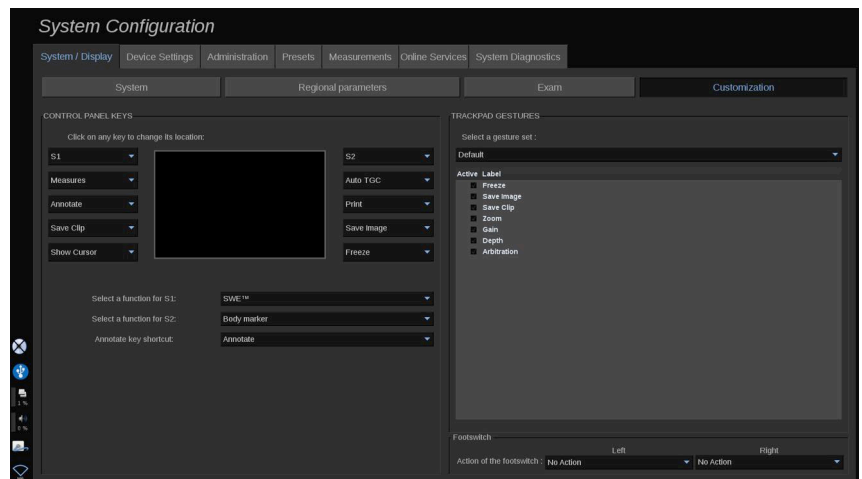 System Configuration
System / Display Device Settings Administration Presets Measurements Online Services System Diagnostics
System Regional parameters Exam Customization
CONTROL PANEL KEYS
Click on any key to change its location:
S1 S2
Measures Auto TGC
Annotate Print
Save Clip Save Image
Show Cursor Freeze
Select a function for S1: SWE™
Select a function for S2: Body marker
Annotate key shortcut: Annotate
TRACKPAD GESTURES
Select a gesture set :
Default
Active Label
Freeze
Save Image
Save Clip
Zoom
Gain
Depth
Arbitration
Footswitch
Left Right
Action of the footswitch : No Action No Action
1 %
0 %